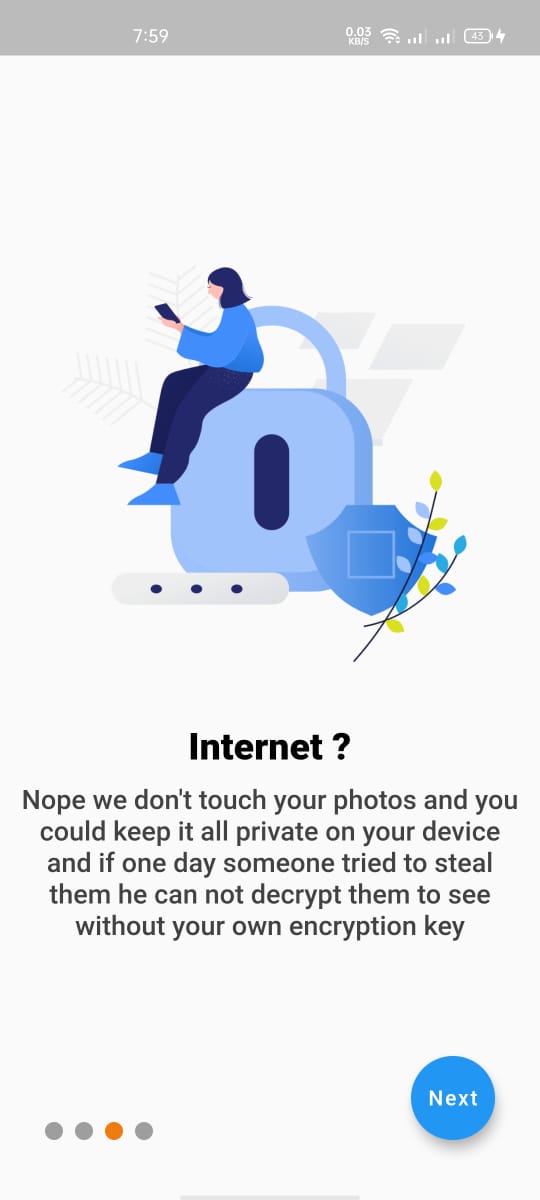 7:59
0.03
KB/S
43
Internet ?
Nope we don't touch your photos and you
could keep it all private on your device
and if one day someone tried to steal
them he can not decrypt them to see
without your own encryption key
Next